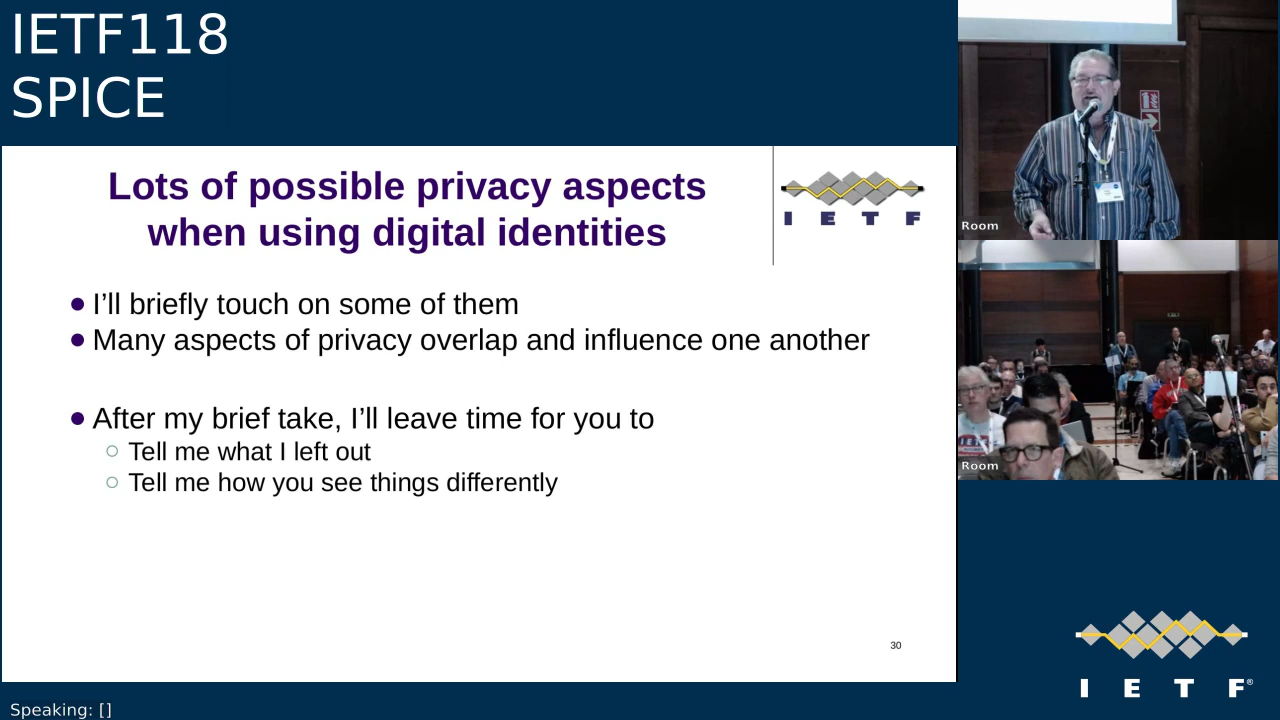 IETF118
SPICE
Lots of possible privacy aspects
when using digital identities
I E T F
● I’ll briefly touch on some of them
● Many aspects of privacy overlap and influence one another
● After my brief take, I’ll leave time for you to
○ Tell me what I left out
○ Tell me how you see things differently
30
Room
Room
I E T F®
Speaking: []